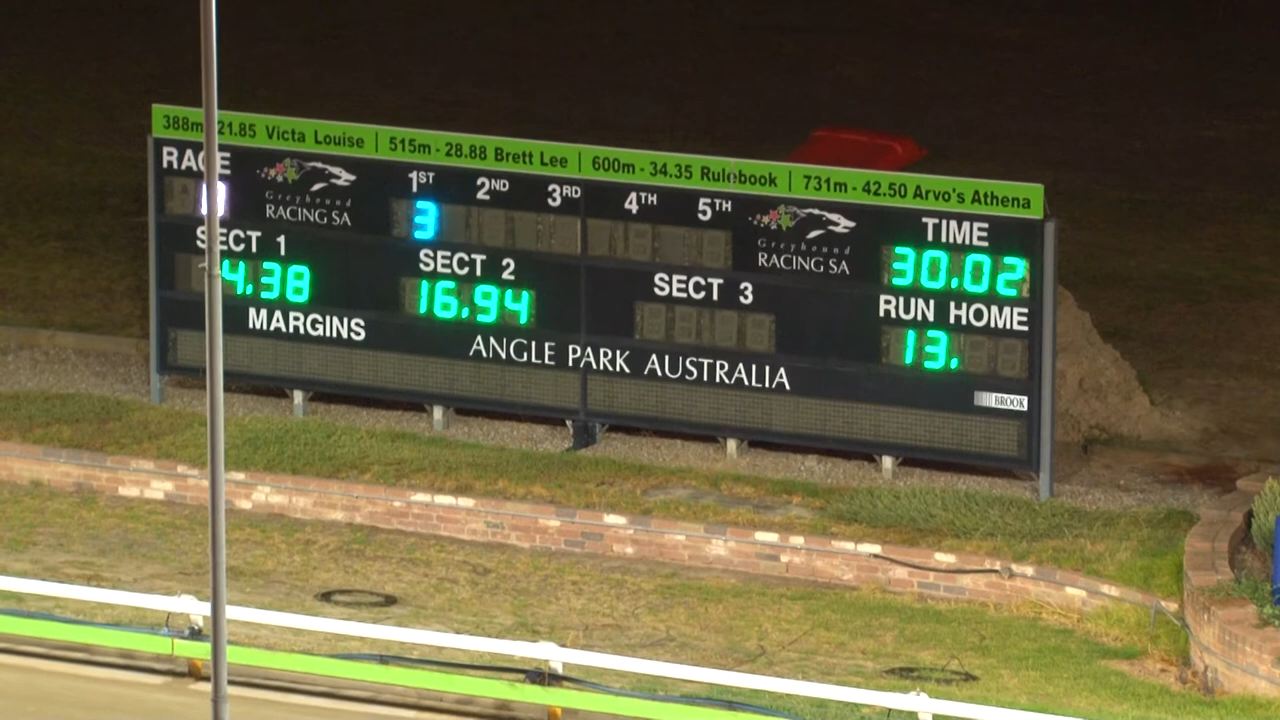 388m 21.85 Victa Louise | 515m - 28.88 Brett Lee | 600m - 34.35 Rulebook | 731m - 42.50 Arvo's Athena
RACE
Greyhound
RACING SA
1ST 2ND 3RD 4TH 5TH
3
Greyhound
RACING SA
TIME
30.02
SECT 1
4.38
SECT 2
16.94
SECT 3
RUN HOME
13.
MARGINS
ANGLE PARK AUSTRALIA
BROOK